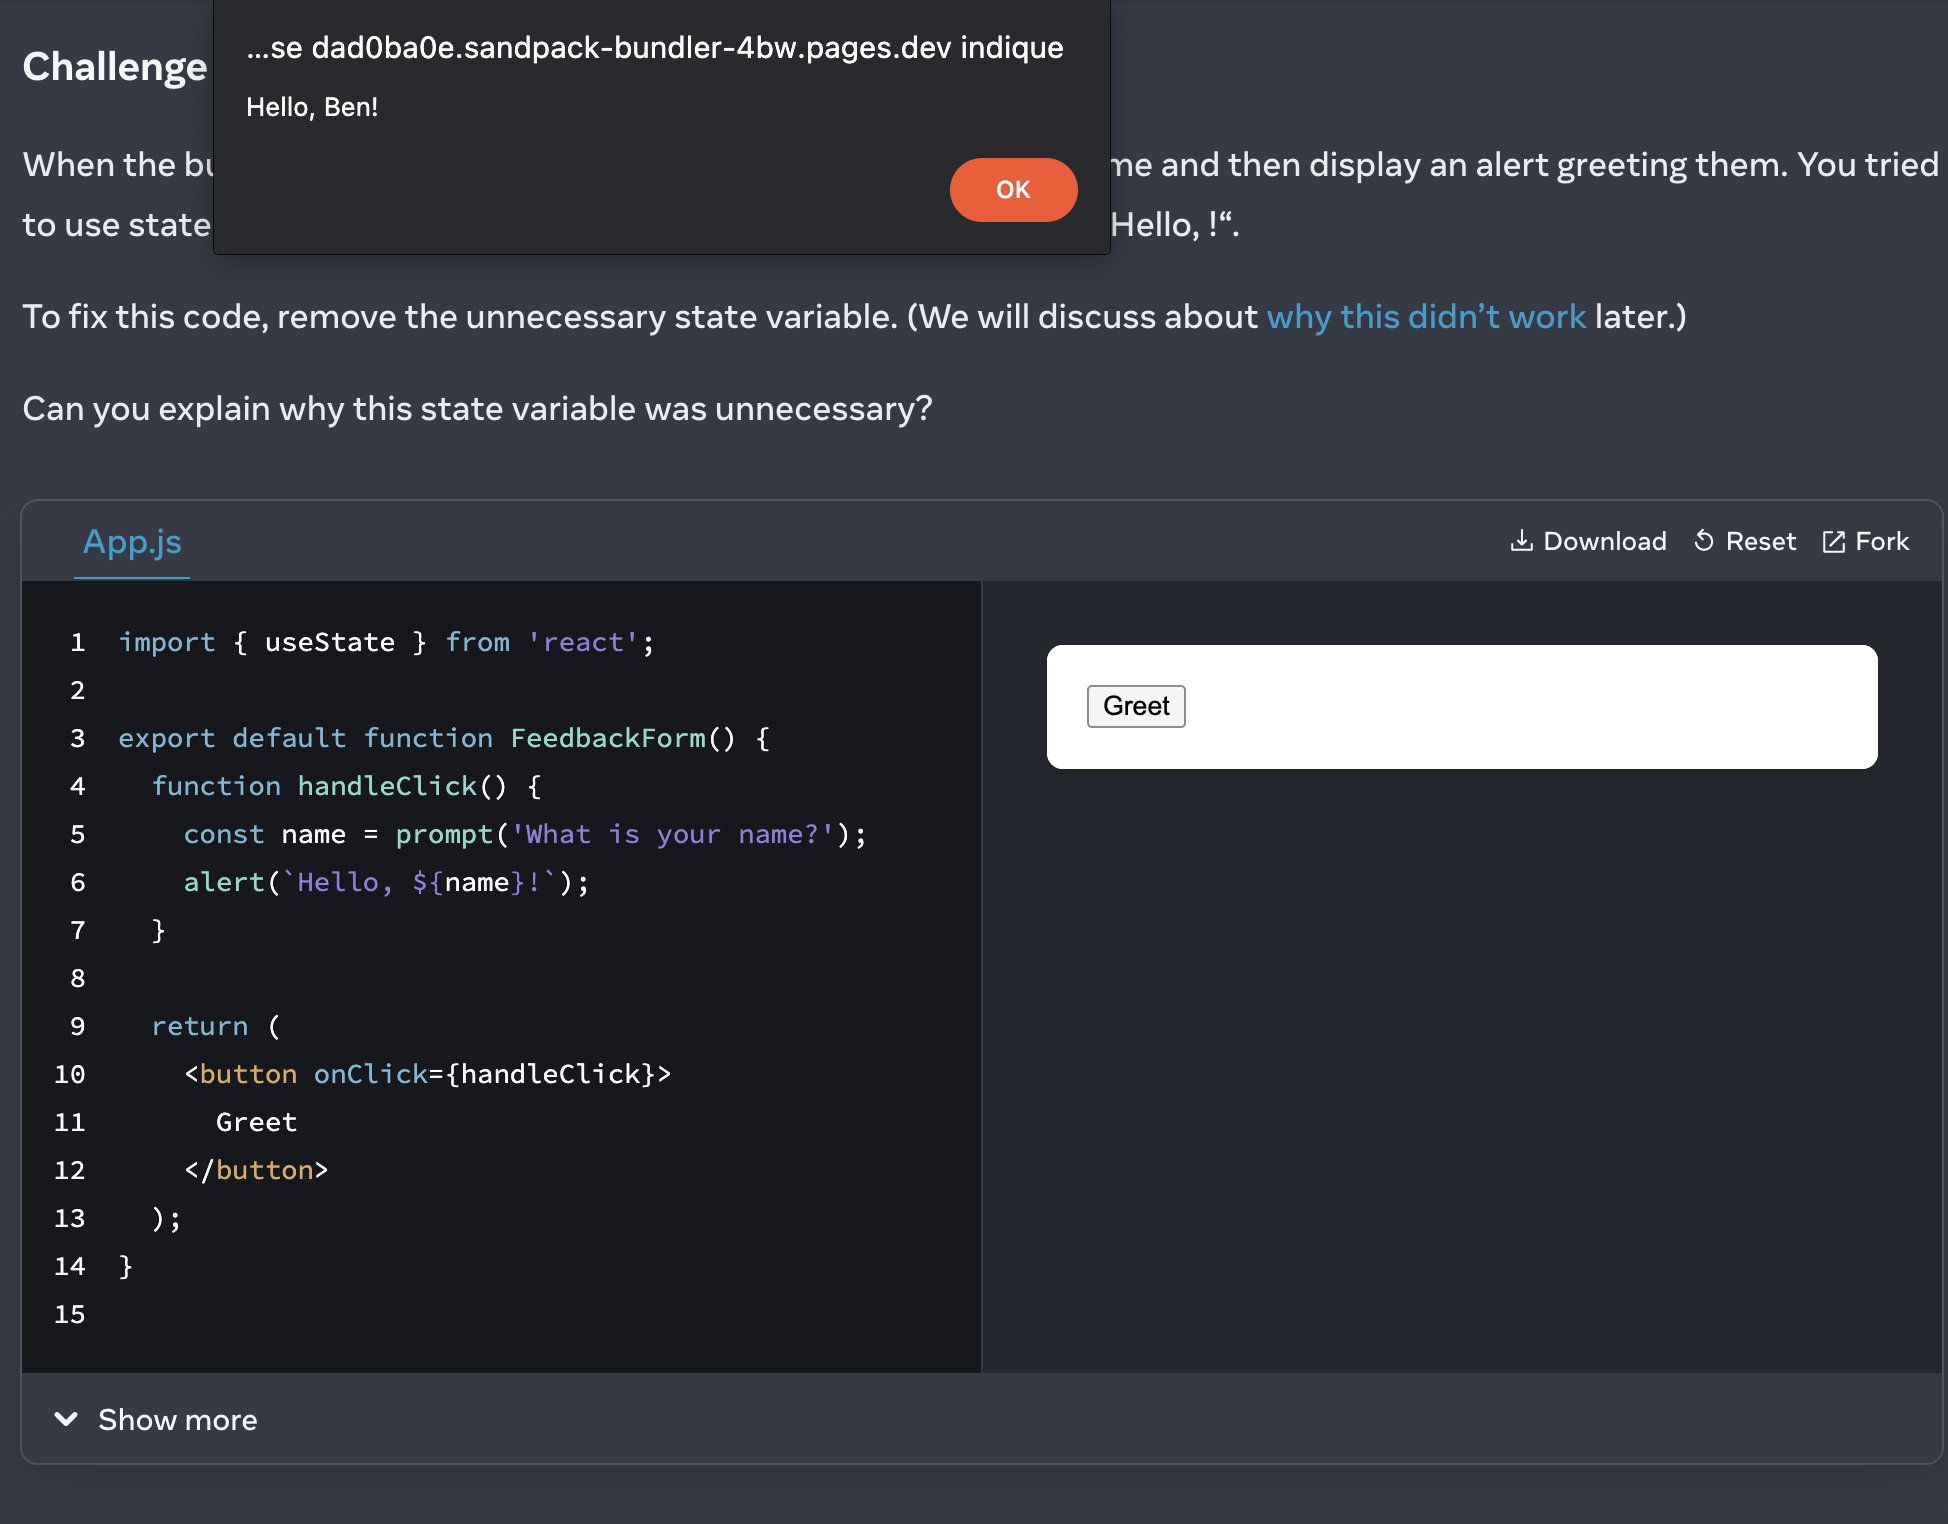 …se dad0ba0e.sandpack-bundler-4bw.pages.dev indique
Hello, Ben!
OK
Challenge
When the bu me and then display an alert greeting them. You tried
to use state Hello, !“.
To fix this code, remove the unnecessary state variable. (We will discuss about why this didn’t work later.)
Can you explain why this state variable was unnecessary?
App.js
Download Reset Fork
1 import { useState } from 'react';
2
3 export default function FeedbackForm() {
4 function handleClick() {
5 const name = prompt('What is your name?');
6 alert(`Hello, ${name}!`);
7 }
8
9 return (
10 <button onClick={handleClick}>
11 Greet
12 </button>
13 );
14 }
15
Greet
Show more